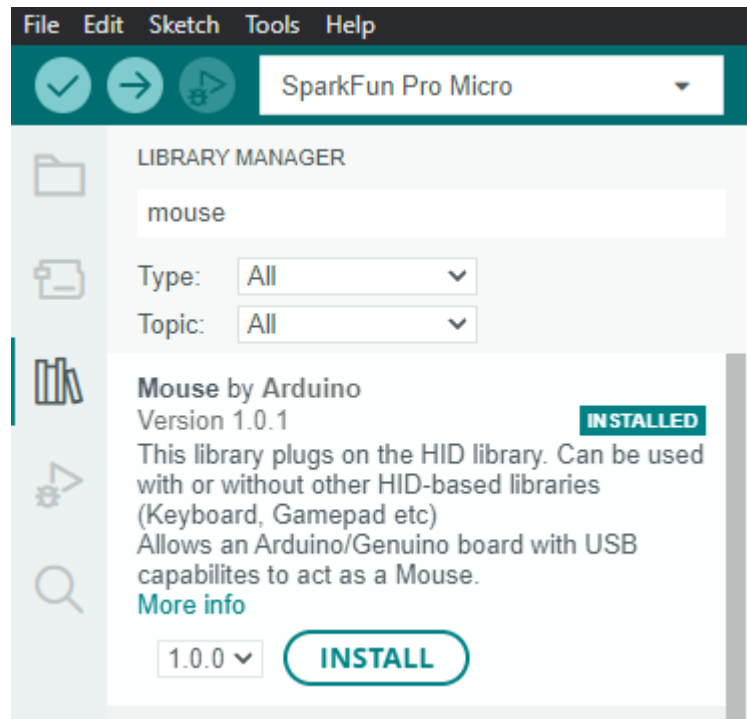 File Edit Sketch Tools Help
SparkFun Pro Micro
LIBRARY MANAGER
mouse
Type: All
Topic: All
Mouse by Arduino
Version 1.0.1 INSTALLED
This library plugs on the HID library. Can be used
with or without other HID-based libraries
(Keyboard, Gamepad etc)
Allows an Arduino/Genuino board with USB
capabilites to act as a Mouse.
More info
1.0.0 INSTALL